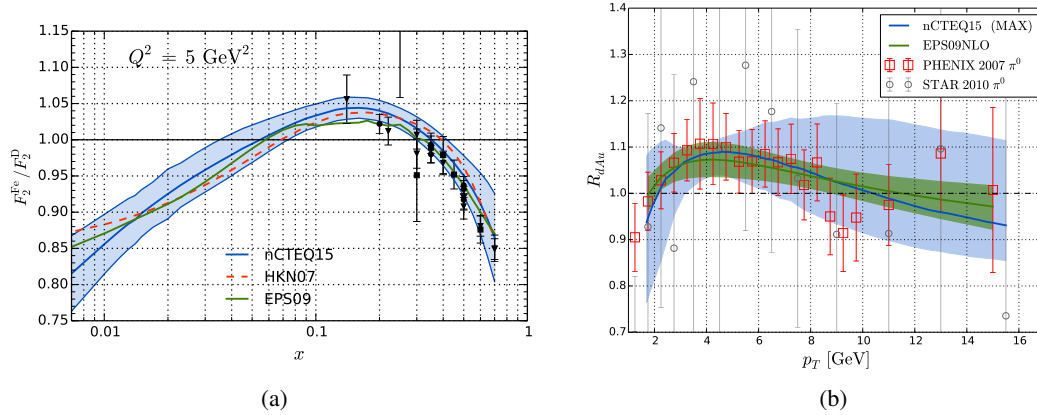 Q² = 5 GeV²
1.15
1.10
1.05
1.00
0.95
0.90
0.85
0.80
0.75
F₂^Fe / F₂^D
nCTEQ15
HKN07
EPS09
0.01
0.1
1
x
(a)
1.4
1.3
1.2
1.1
1.0
0.9
0.8
0.7
R_dAu
nCTEQ15 (MAX)
EPS09NLO
PHENIX 2007 π⁰
STAR 2010 π⁰
2 4 6 8 10 12 14 16
p_T [GeV]
(b)